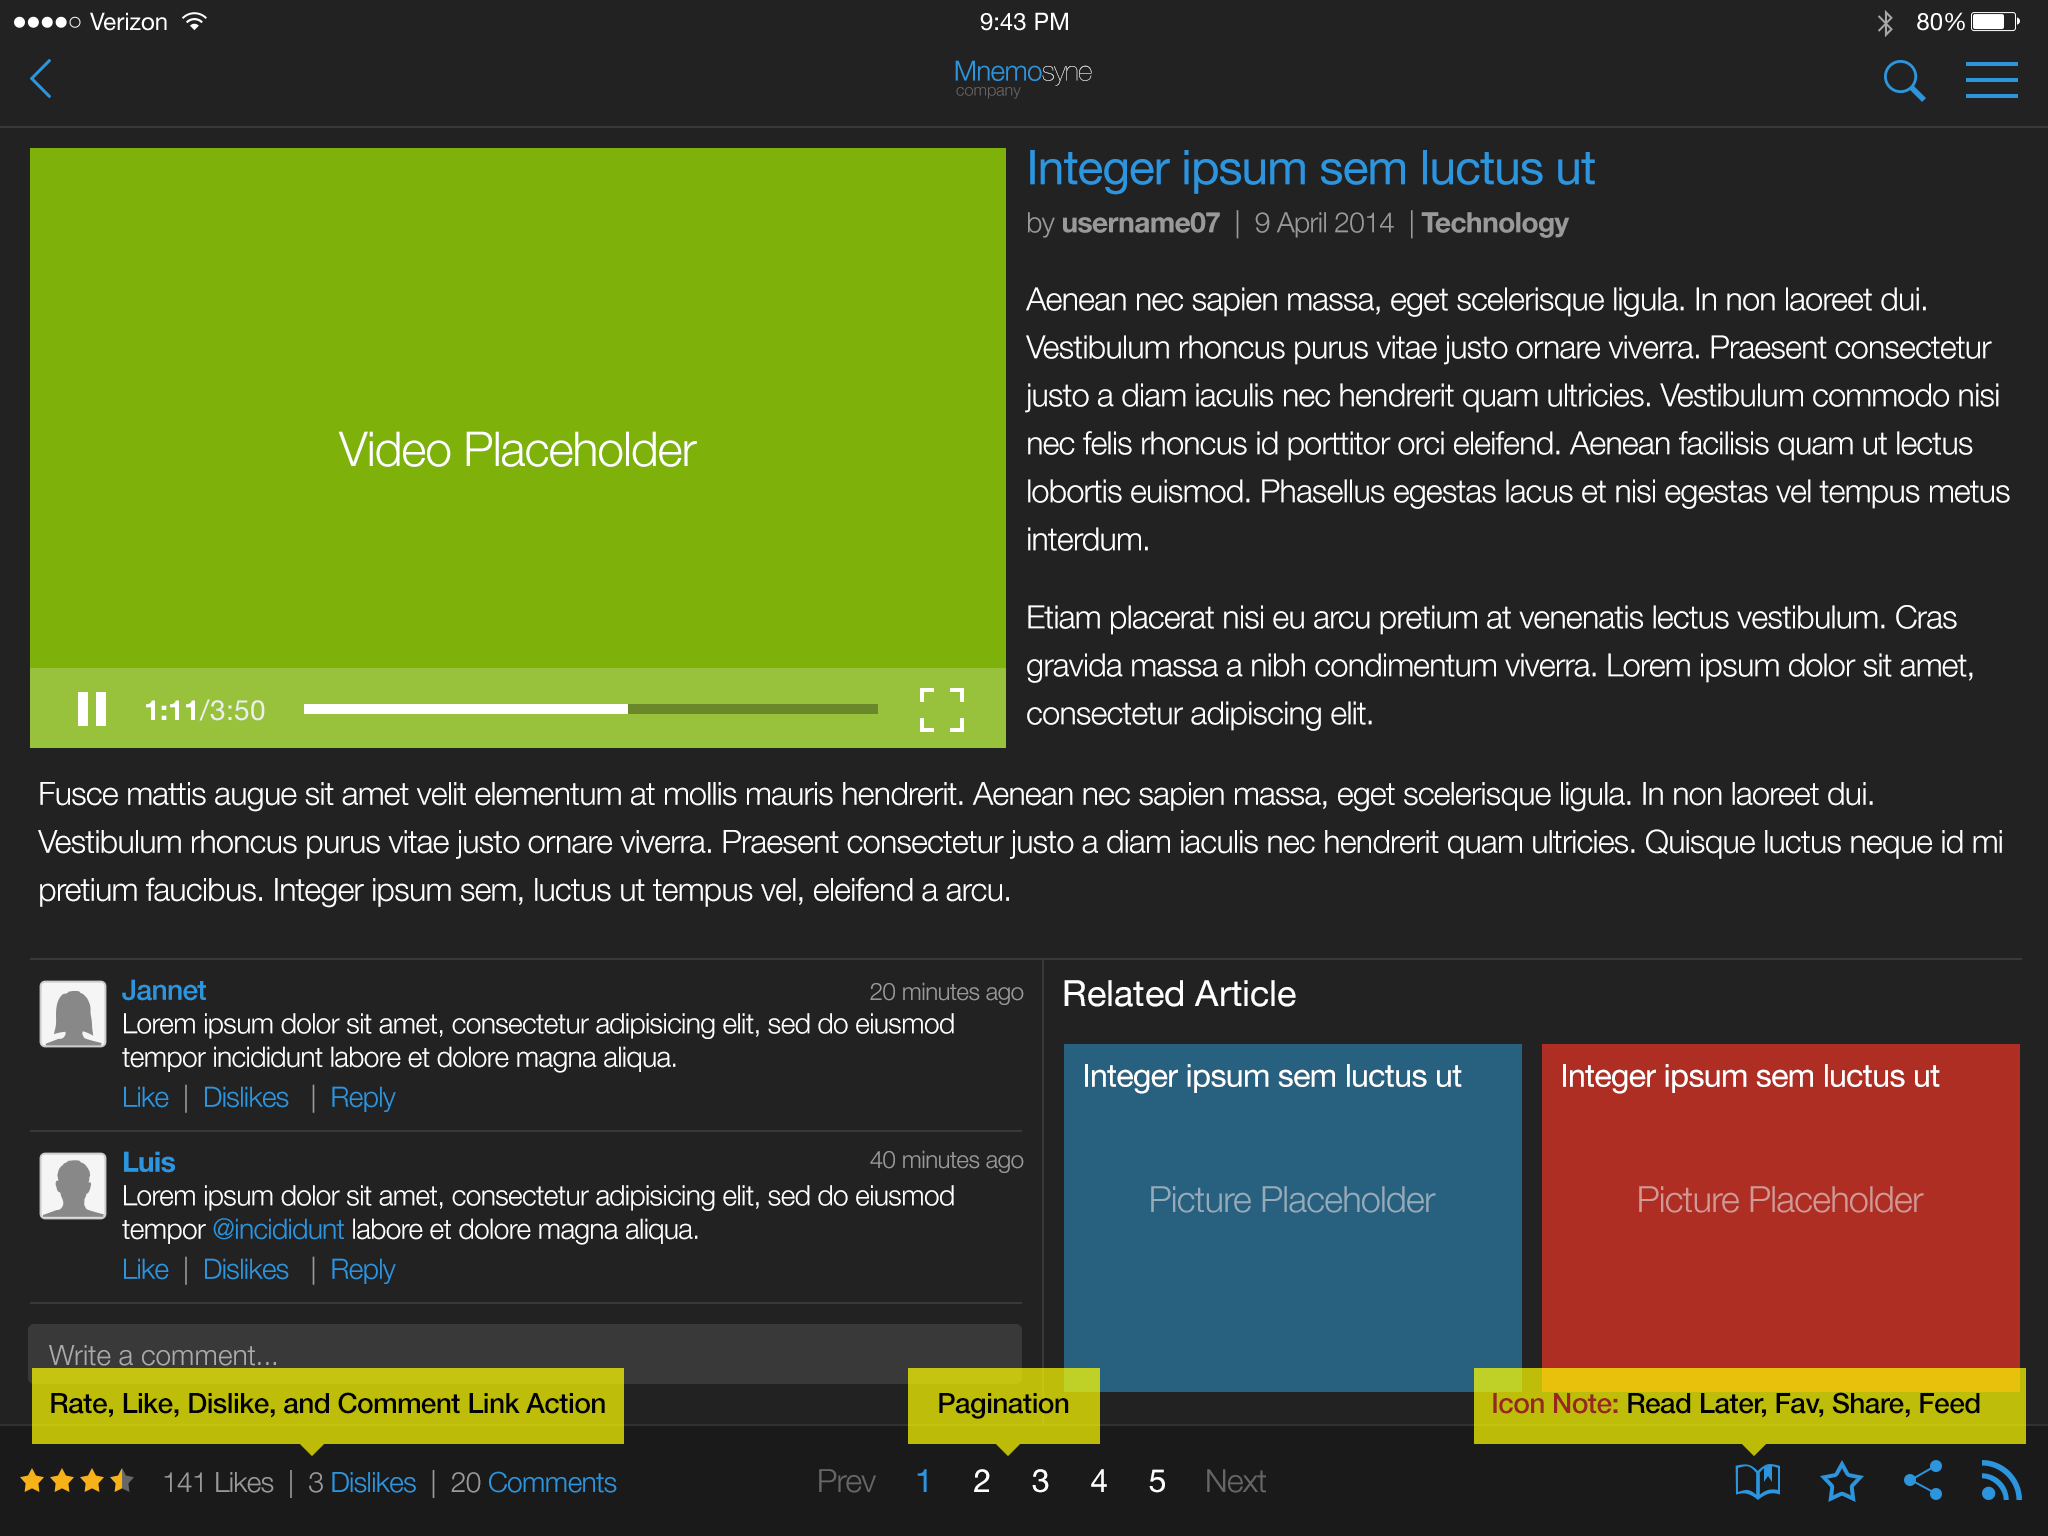 Verizon
9:43 PM
80%
Mnemosyne
company
Video Placeholder
1:11/3:50
Integer ipsum sem luctus ut
by username07 | 9 April 2014 | Technology
Aenean nec sapien massa, eget scelerisque ligula. In non laoreet dui.
Vestibulum rhoncus purus vitae justo ornare viverra. Praesent consectetur
justo a diam iaculis nec hendrerit quam ultricies. Vestibulum commodo nisi
nec felis rhoncus id porttitor orci eleifend. Aenean facilisis quam ut lectus
lobortis euismod. Phasellus egestas lacus et nisi egestas vel tempus metus
interdum.
Etiam placerat nisi eu arcu pretium at venenatis lectus vestibulum. Cras
gravida massa a nibh condimentum viverra. Lorem ipsum dolor sit amet,
consectetur adipiscing elit.
Fusce mattis augue sit amet velit elementum at mollis mauris hendrerit. Aenean nec sapien massa, eget scelerisque ligula. In non laoreet dui.
Vestibulum rhoncus purus vitae justo ornare viverra. Praesent consectetur justo a diam iaculis nec hendrerit quam ultricies. Quisque luctus neque id mi
pretium faucibus. Integer ipsum sem, luctus ut tempus vel, eleifend a arcu.
Jannet
20 minutes ago
Lorem ipsum dolor sit amet, consectetur adipisicing elit, sed do eiusmod
tempor incididunt labore et dolore magna aliqua.
Like | Dislikes | Reply
Luis
40 minutes ago
Lorem ipsum dolor sit amet, consectetur adipisicing elit, sed do eiusmod
tempor @incididunt labore et dolore magna aliqua.
Like | Dislikes | Reply
Write a comment...
Related Article
Integer ipsum sem luctus ut
Picture Placeholder
Integer ipsum sem luctus ut
Picture Placeholder
Rate, Like, Dislike, and Comment Link Action
Pagination
Icon Note: Read Later, Fav, Share, Feed
141 Likes | 3 Dislikes | 20 Comments
Prev 1 2 3 4 5 Next